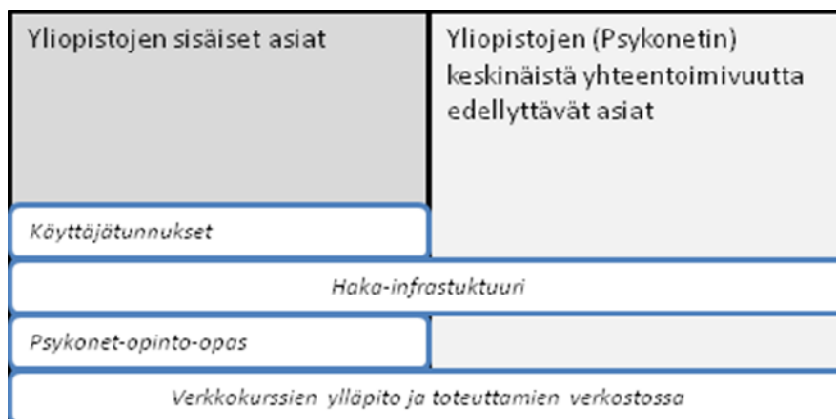 Yliopistojen sisäiset asiat
Yliopistojen (Psykonetin)
keskinäistä yhteentoimivuutta
edellyttävät asiat
Käyttäjätunnukset
Haka-infrastuktuuri
Psykonet-opinto-opas
Verkkokurssien ylläpito ja toteuttamien verkostossa